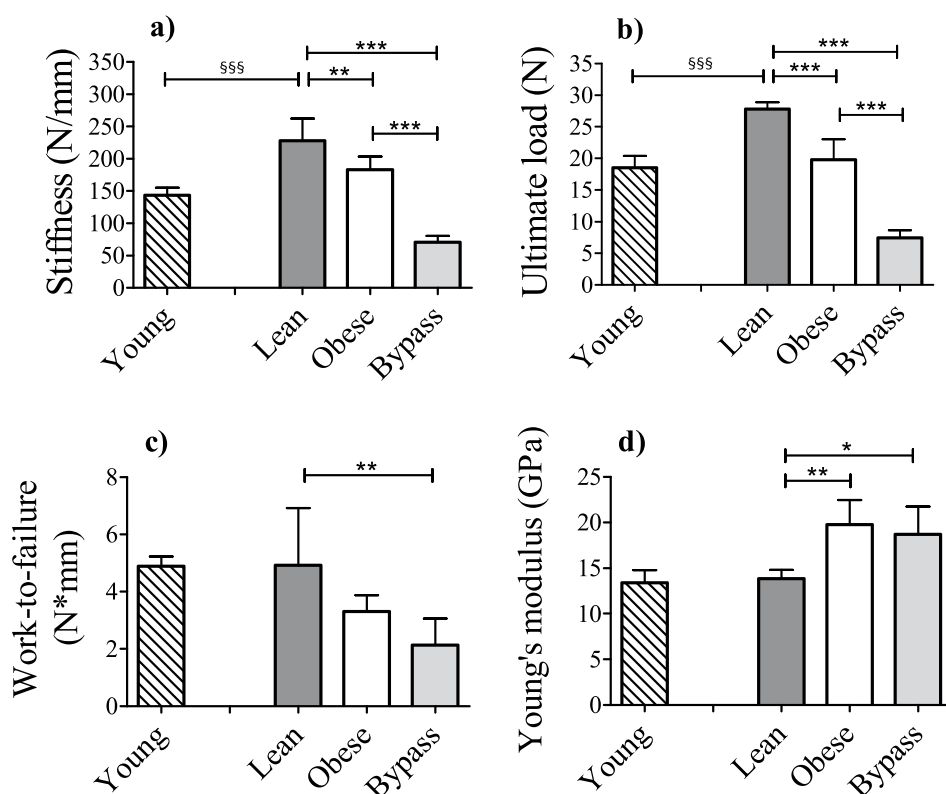 a)
Stiffness (N/mm)
350
300
250
200
150
100
50
0
§§§
***
**
***
Young
Lean
Obese
Bypass
b)
Ultimate load (N)
35
30
25
20
15
10
5
0
§§§
***
***
***
Young
Lean
Obese
Bypass
c)
Work-to-failure
(N*mm)
8
6
4
2
0
**
Young
Lean
Obese
Bypass
d)
Young's modulus (GPa)
25
20
15
10
5
0
*
**
Young
Lean
Obese
Bypass